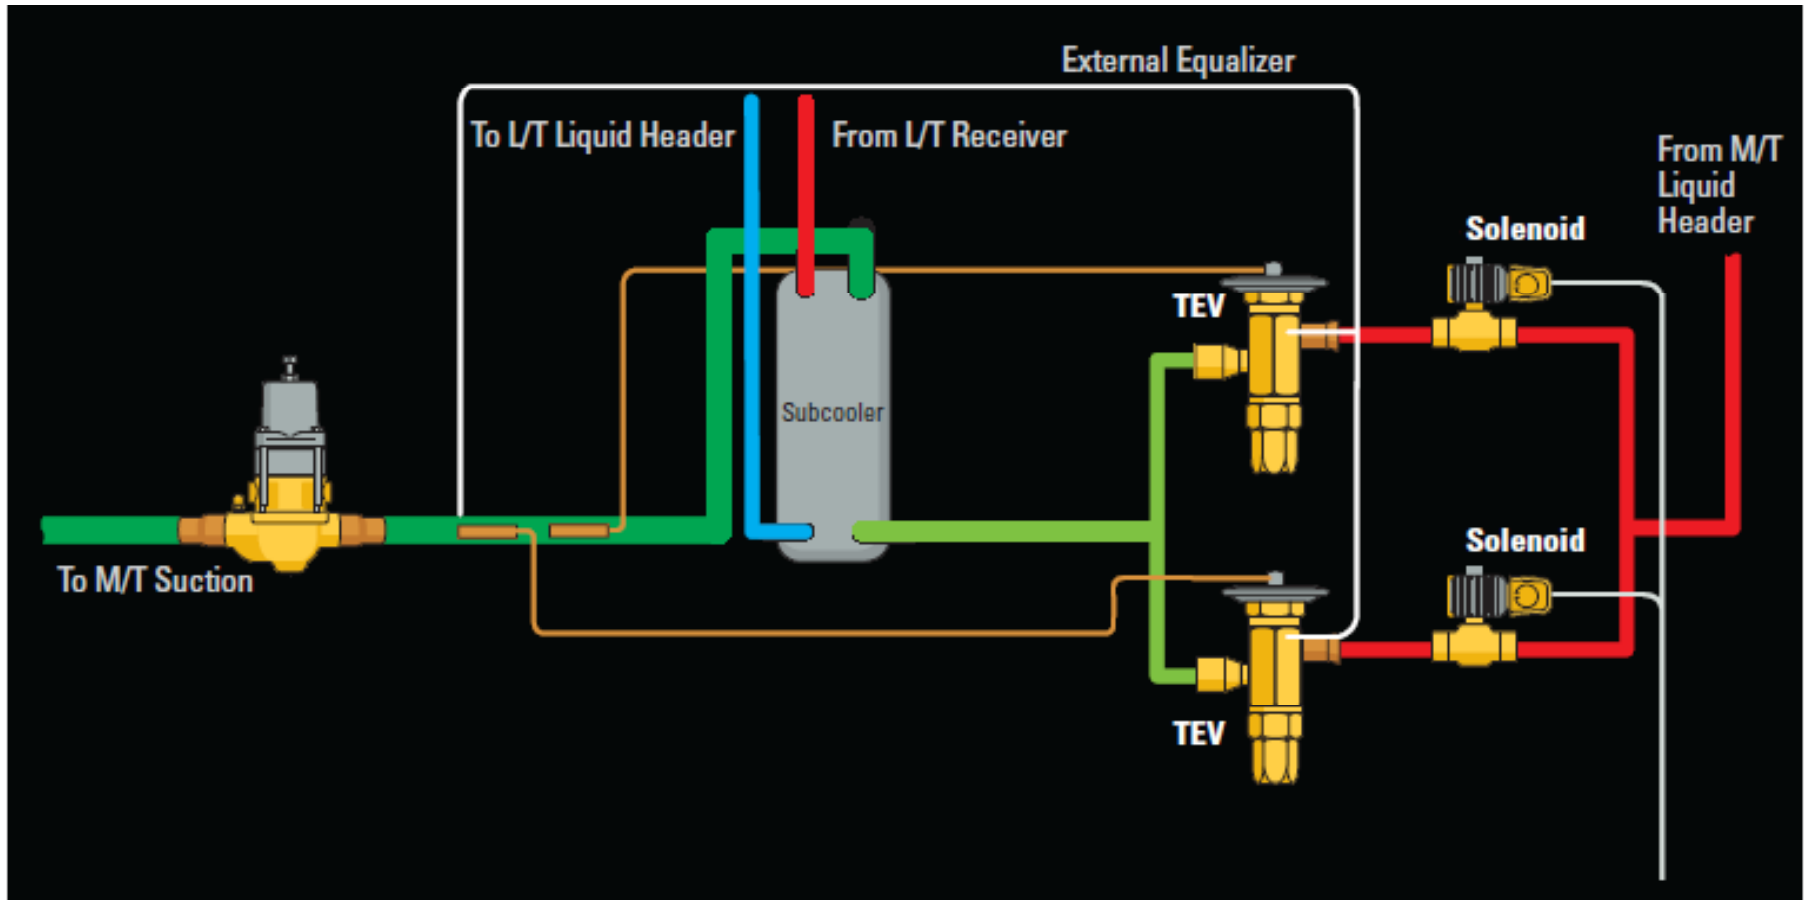 External Equalizer
To L/T Liquid Header
From L/T Receiver
From M/T
Liquid
Header
Solenoid
TEV
Subcooler
Solenoid
To M/T Suction
TEV